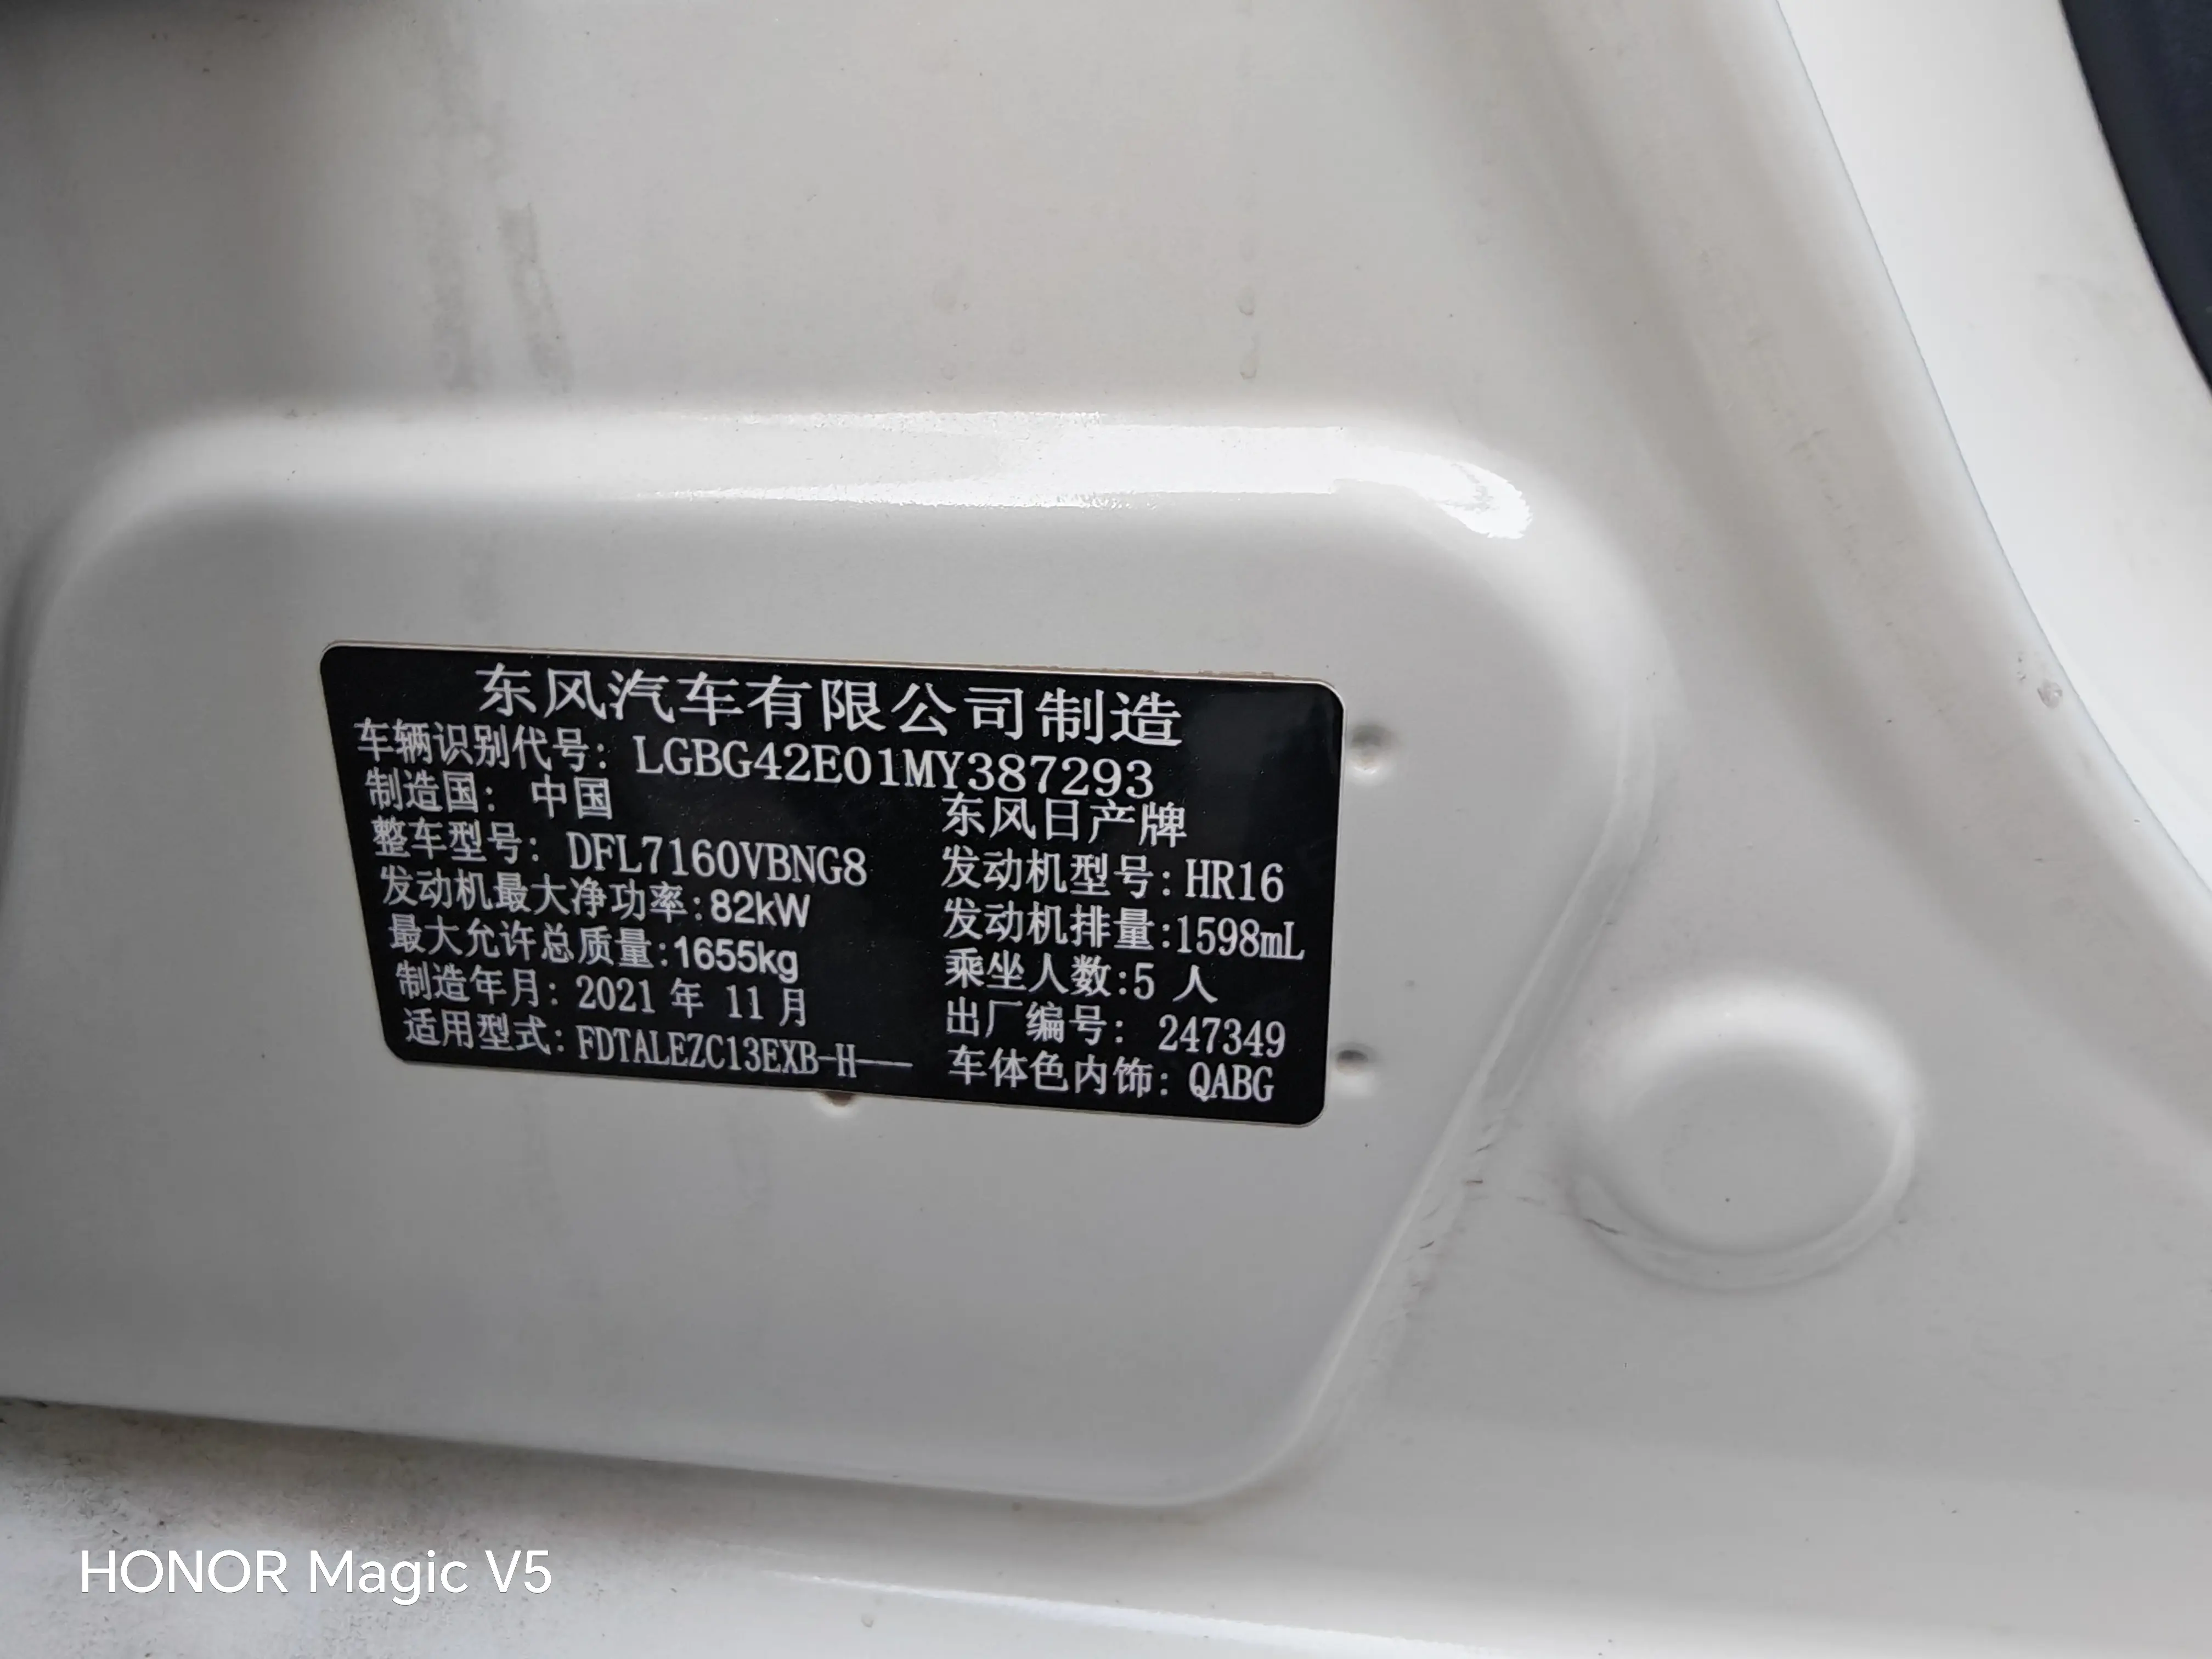 东风汽车有限公司制造
车辆识别代号: LGBG42E01MY387293
制造国: 中国 东风日产牌
整车型号: DFL7160VBNG8 发动机型号:HR16
发动机最大净功率:82kW 发动机排量:1598mL
最大允许总质量:1655kg 乘坐人数:5 人
制造年月: 2021 年 11 月 出厂编号: 247349
适用型式: FDTALEZC13EXB-H--- 车体色内饰: QABG
HONOR Magic V5